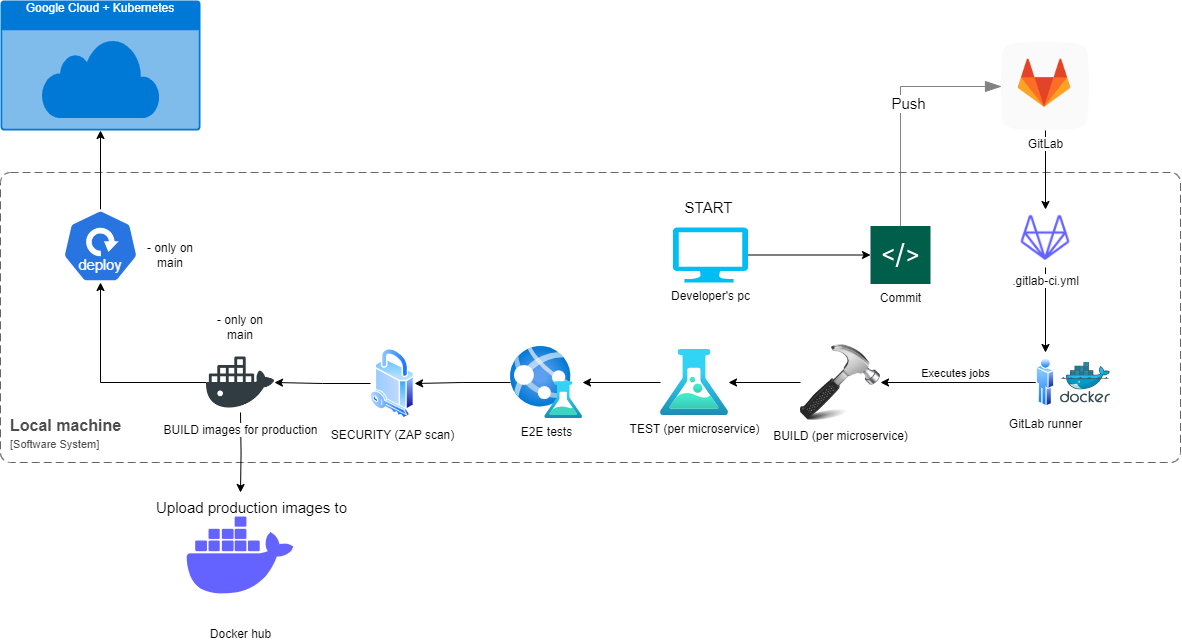 Google Cloud + Kubernetes
Push
GitLab
START
deploy
- only on
main
</>
Developer's pc
Commit
.gitlab-ci.yml
- only on
main
Executes jobs
docker
GitLab runner
Local machine
[Software System]
BUILD images for production
SECURITY (ZAP scan)
E2E tests
TEST (per microservice)
BUILD (per microservice)
Upload production images to
Docker hub